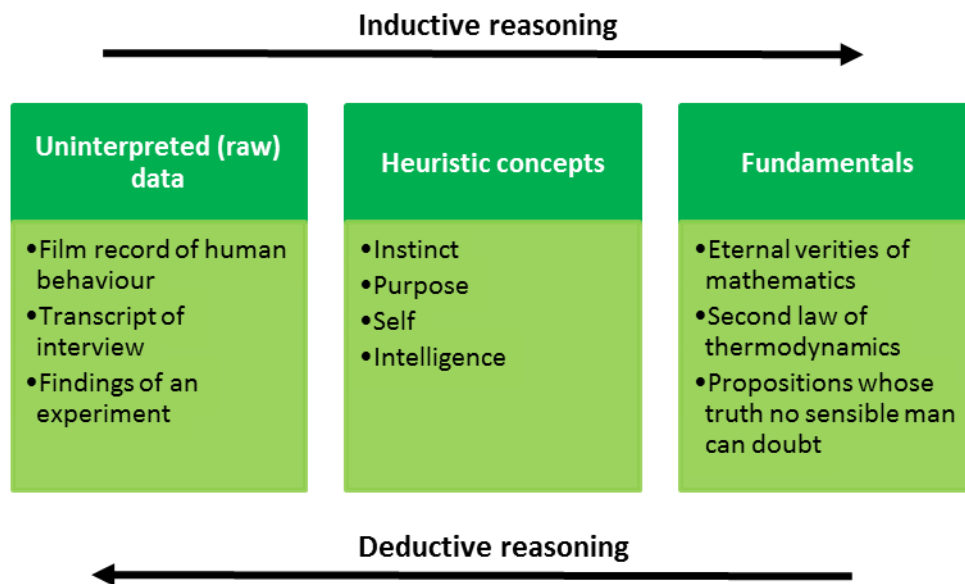 Inductive reasoning
Uninterpreted (raw)
data
•Film record of human
behaviour
•Transcript of
interview
•Findings of an
experiment
Heuristic concepts
•Instinct
•Purpose
•Self
•Intelligence
Fundamentals
•Eternal verities of
mathematics
•Second law of
thermodynamics
•Propositions whose
truth no sensible man
can doubt
Deductive reasoning